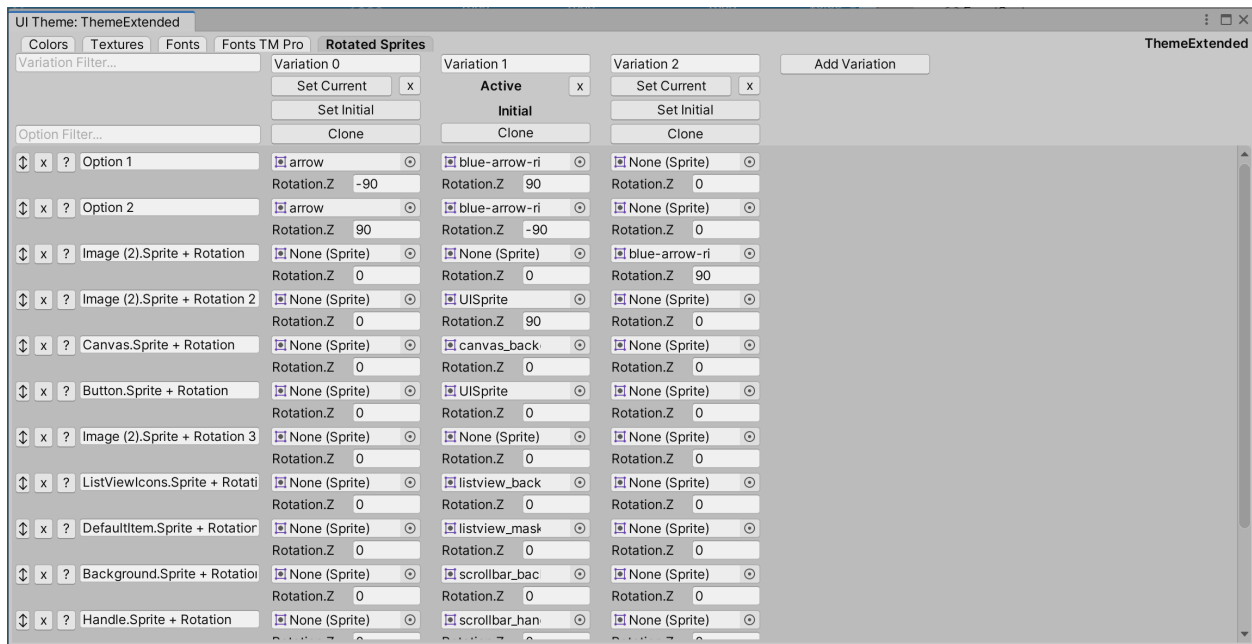 UI Theme: ThemeExtended
Colors Textures Fonts Fonts TM Pro Rotated Sprites ThemeExtended
Variation Filter... Variation 0 Variation 1 Variation 2 Add Variation
Set Current x Active x Set Current x
Set Initial Initial Set Initial
Option Filter... Clone Clone Clone
x ? Option 1 arrow blue-arrow-ri None (Sprite)
Rotation.Z -90 Rotation.Z 90 Rotation.Z 0
x ? Option 2 arrow blue-arrow-ri None (Sprite)
Rotation.Z 90 Rotation.Z -90 Rotation.Z 0
x ? Image (2).Sprite + Rotation None (Sprite) None (Sprite) blue-arrow-ri
Rotation.Z 0 Rotation.Z 0 Rotation.Z 90
x ? Image (2).Sprite + Rotation 2 None (Sprite) UISprite None (Sprite)
Rotation.Z 0 Rotation.Z 90 Rotation.Z 0
x ? Canvas.Sprite + Rotation None (Sprite) canvas_back None (Sprite)
Rotation.Z 0 Rotation.Z 0 Rotation.Z 0
x ? Button.Sprite + Rotation None (Sprite) UISprite None (Sprite)
Rotation.Z 0 Rotation.Z 0 Rotation.Z 0
x ? Image (2).Sprite + Rotation 3 None (Sprite) None (Sprite) None (Sprite)
Rotation.Z 0 Rotation.Z 0 Rotation.Z 0
x ? ListViewIcons.Sprite + Rotati None (Sprite) listview_back None (Sprite)
Rotation.Z 0 Rotation.Z 0 Rotation.Z 0
x ? DefaultItem.Sprite + Rotation None (Sprite) listview_mask None (Sprite)
Rotation.Z 0 Rotation.Z 0 Rotation.Z 0
x ? Background.Sprite + Rotatio None (Sprite) scrollbar_bac None (Sprite)
Rotation.Z 0 Rotation.Z 0 Rotation.Z 0
x ? Handle.Sprite + Rotation None (Sprite) scrollbar_han None (Sprite)